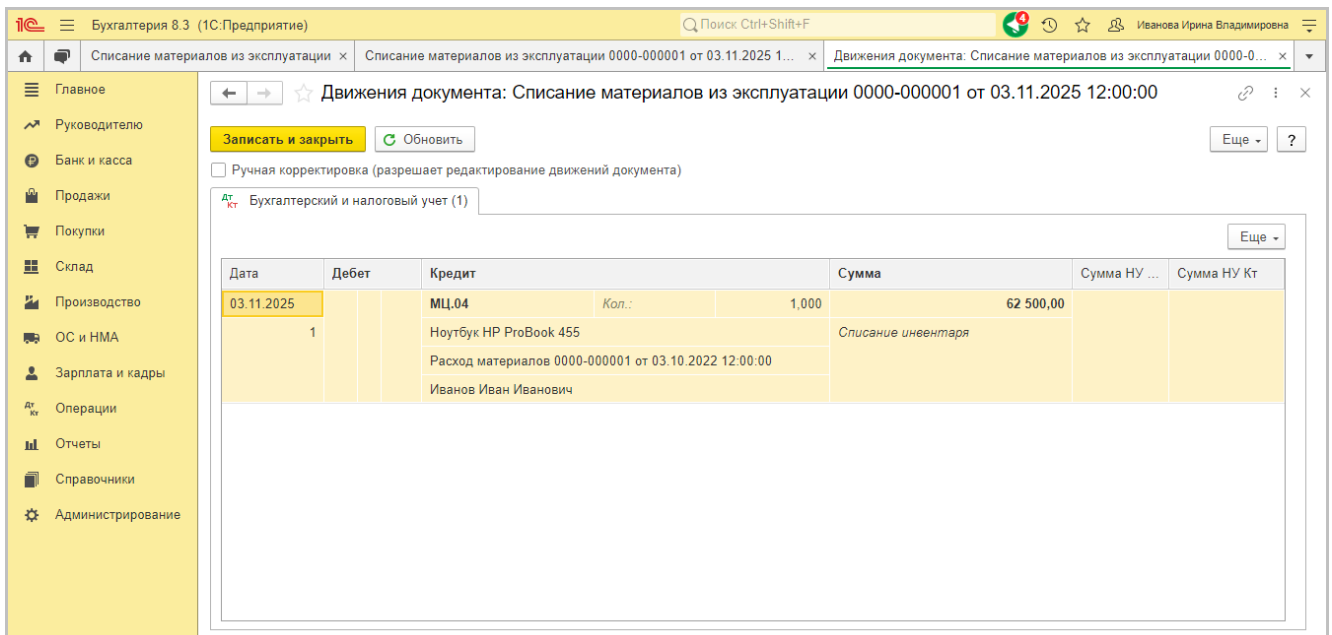 1С Бухгалтерия 8.3 (1С:Предприятие) Поиск Ctrl+Shift+F 4 Иванова Ирина Владимировна
Списание материалов из эксплуатации × Списание материалов из эксплуатации 0000-000001 от 03.11.2025 1... × Движения документа: Списание материалов из эксплуатации 0000-0... ×
Главное
Руководителю
Банк и касса
Продажи
Покупки
Склад
Производство
ОС и НМА
Зарплата и кадры
Операции
Отчеты
Справочники
Администрирование
Движения документа: Списание материалов из эксплуатации 0000-000001 от 03.11.2025 12:00:00
Записать и закрыть Обновить Еще ?
Ручная корректировка (разрешает редактирование движений документа)
Дт Кт Бухгалтерский и налоговый учет (1)
Еще
Дата Дебет Кредит Сумма Сумма НУ ... Сумма НУ Кт
03.11.2025 МЦ.04 Кол.: 1,000 62 500,00
1 Ноутбук HP ProBook 455 Списание инвентаря
Расход материалов 0000-000001 от 03.10.2022 12:00:00
Иванов Иван Иванович